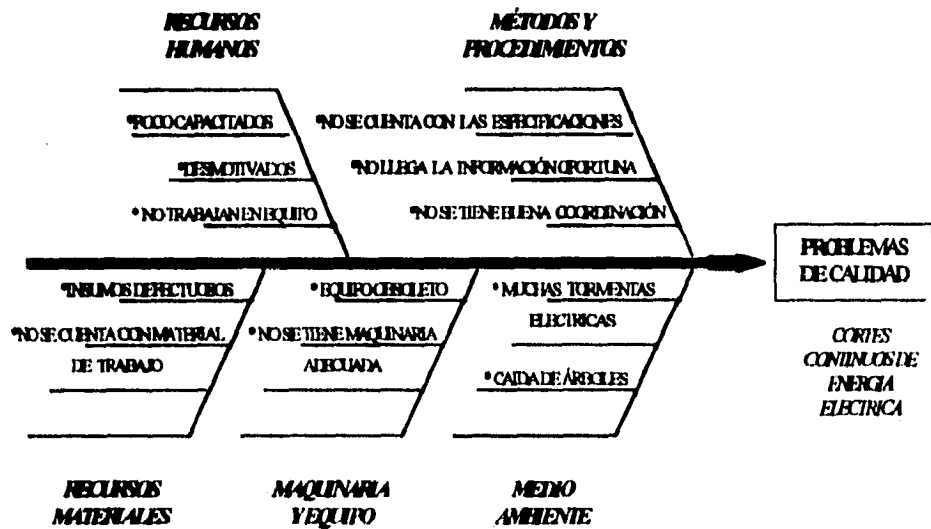 RECURSOS
HUMANOS
MÉTODOS Y
PROCEDIMIENTOS
*POCO CAPACITADOS
*DESMOTIVADOS
* NO TRABAJAN EN EQUIPO
*NO SE CUENTA CON LAS ESPECIFICACIONES
*NO LLEGA LA INFORMACIÓN OPORTUNA
*NO SE TIENE BUENA COORDINACIÓN
PROBLEMAS
DE CALIDAD
CORTES
CONTINUOS DE
ENERGIA
ELECTRICA
*INSUMOS DEFECTUOSOS
*NO SE CUENTA CON MATERIAL
DE TRABAJO
* EQUIPO OBSOLETO
*NO SE TIENE MAQUINARIA
ADECUADA
* MUCHAS TORMENTAS
ELECTRICAS
* CAIDA DE ÁRBOLES
RECURSOS
MATERIALES
MAQUINARIA
Y EQUIPO
MEDIO
AMBIENTE